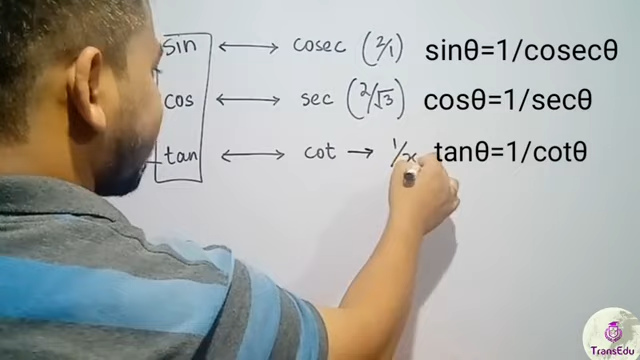 sin ↔ cosec (2/1) sinθ=1/cosecθ
cos ↔ sec (2/√3) cosθ=1/secθ
tan ↔ cot → 1/x tanθ=1/cotθ
TransEdu